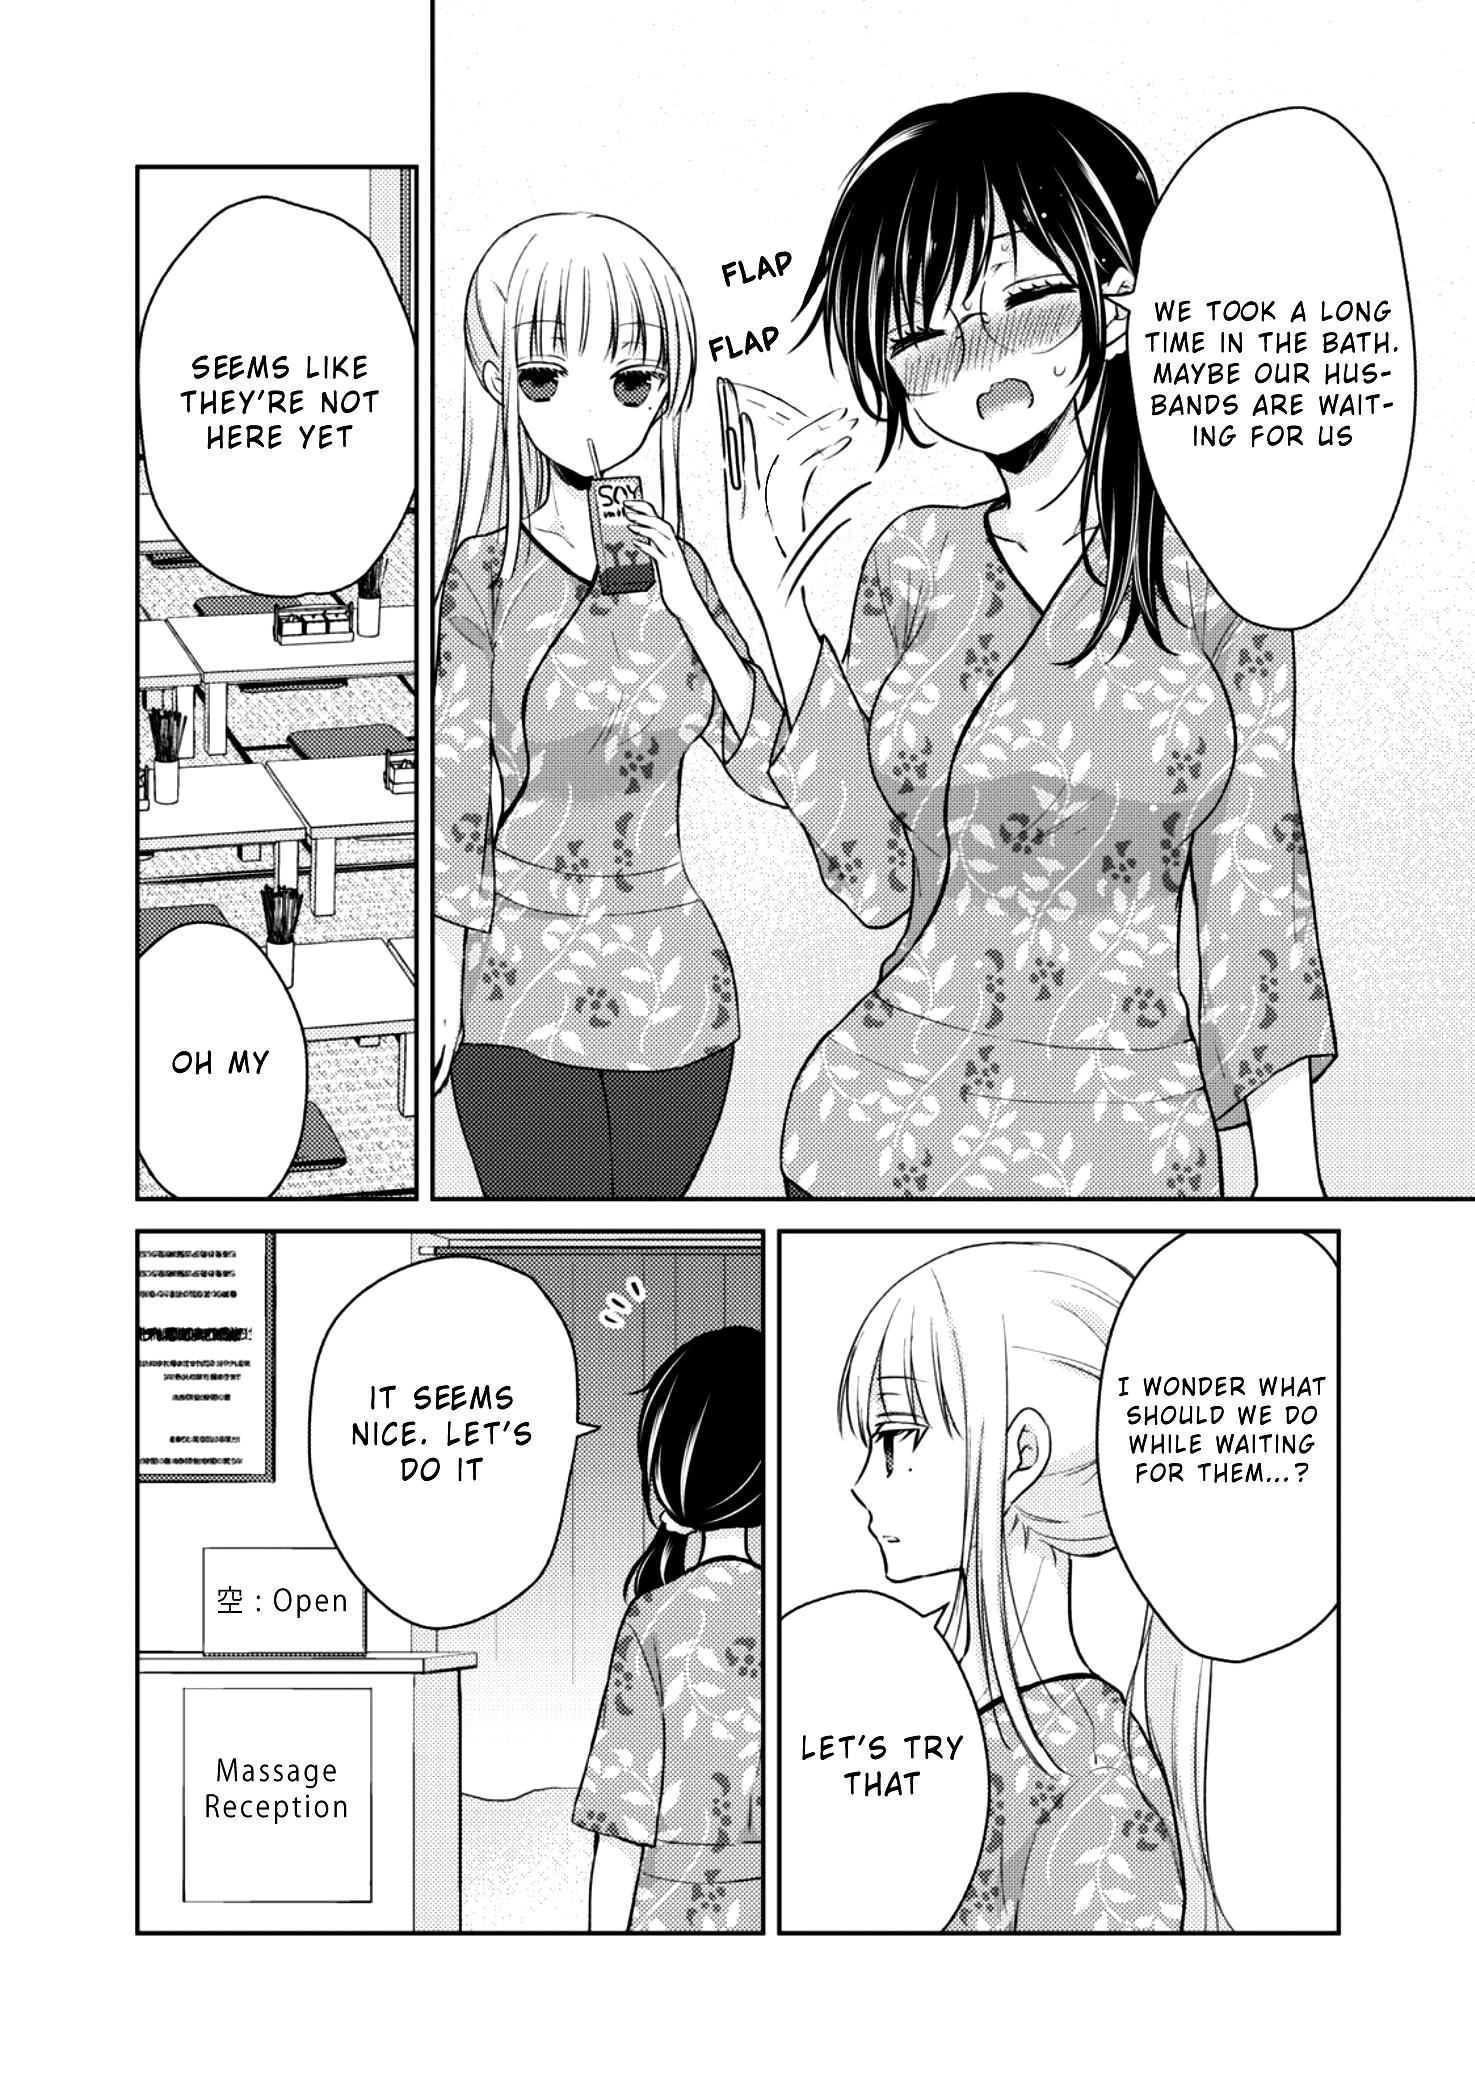 WE TOOK A LONG
TIME IN THE BATH.
MAYBE OUR HUS-
BANDS ARE WAIT-
ING FOR US
FLAP
FLAP
SOY
SEEMS LIKE
THEY'RE NOT
HERE YET
OH MY
I WONDER WHAT
SHOULD WE DO
WHILE WAITING
FOR THEM...?
LET'S TRY
THAT
IT SEEMS
NICE. LET'S
DO IT
空 : Open
Massage
Reception